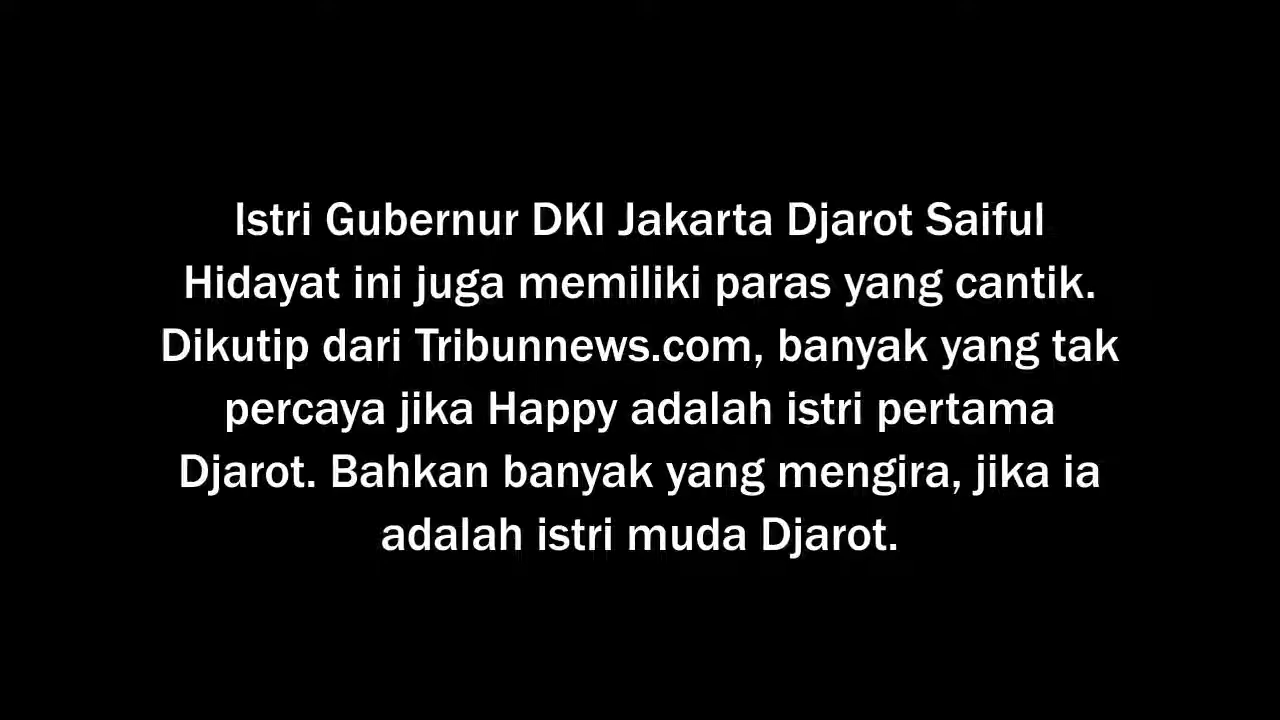 Istri Gubernur DKI Jakarta Djarot Saiful
Hidayat ini juga memiliki paras yang cantik.
Dikutip dari Tribunnews.com, banyak yang tak
percaya jika Happy adalah istri pertama
Djarot. Bahkan banyak yang mengira, jika ia
adalah istri muda Djarot.